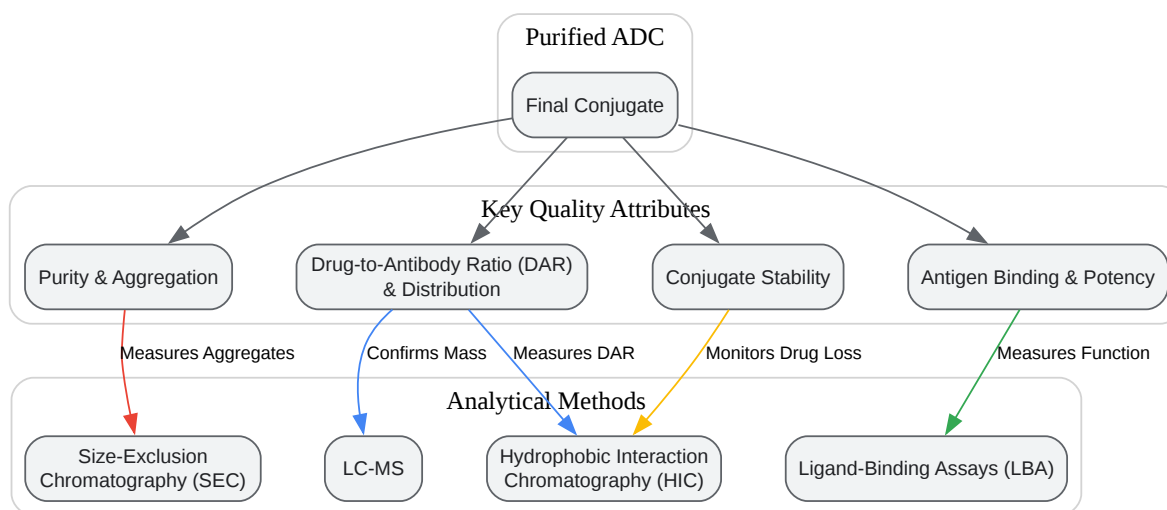 Purified ADC
Final Conjugate
Key Quality Attributes
Purity & Aggregation
Drug-to-Antibody Ratio (DAR)
& Distribution
Conjugate Stability
Antigen Binding & Potency
Measures Aggregates
Confirms Mass
Measures DAR
Monitors Drug Loss
Measures Function
Analytical Methods
Size-Exclusion
Chromatography (SEC)
LC-MS
Hydrophobic Interaction
Chromatography (HIC)
Ligand-Binding Assays (LBA)